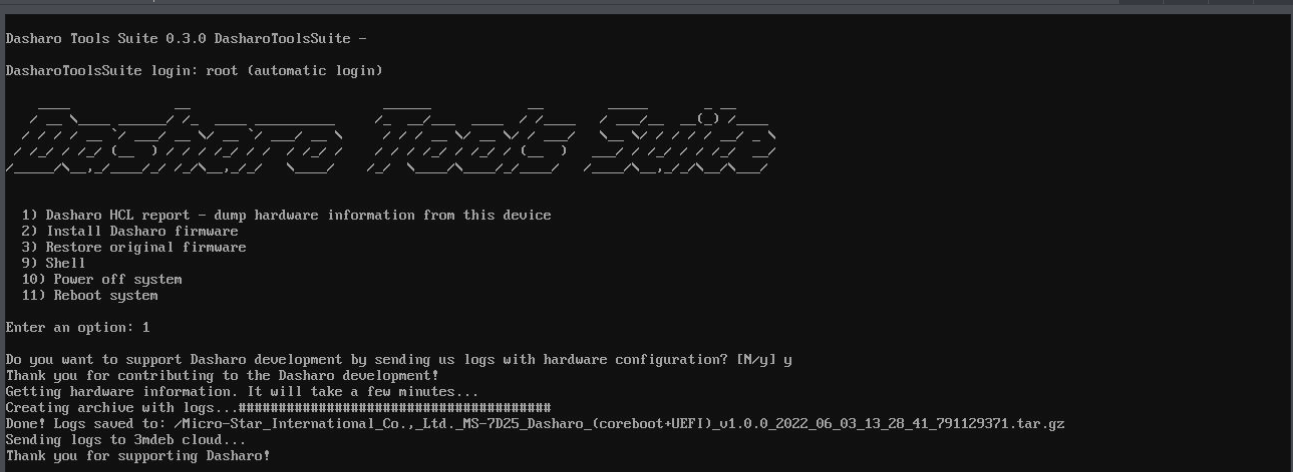 Dasharo Tools Suite 0.3.0 DasharoToolsSuite -
DasharoToolsSuite login: root (automatic login)
Dasharo Tools Suite
1) Dasharo HCL report - dump hardware information from this device
2) Install Dasharo firmware
3) Restore original firmware
9) Shell
10) Power off system
11) Reboot system
Enter an option: 1
Do you want to support Dasharo development by sending us logs with hardware configuration? [N/y] y
Thank you for contributing to the Dasharo development!
Getting hardware information. It will take a few minutes...
Creating archive with logs...#######################################
Done! Logs saved to: /Micro-Star_International_Co.,_Ltd._MS-7D25_Dasharo_(coreboot+UEFI)_v1.0.0_2022_06_03_13_28_41_791129371.tar.gz
Sending logs to 3mdeb cloud...
Thank you for supporting Dasharo!